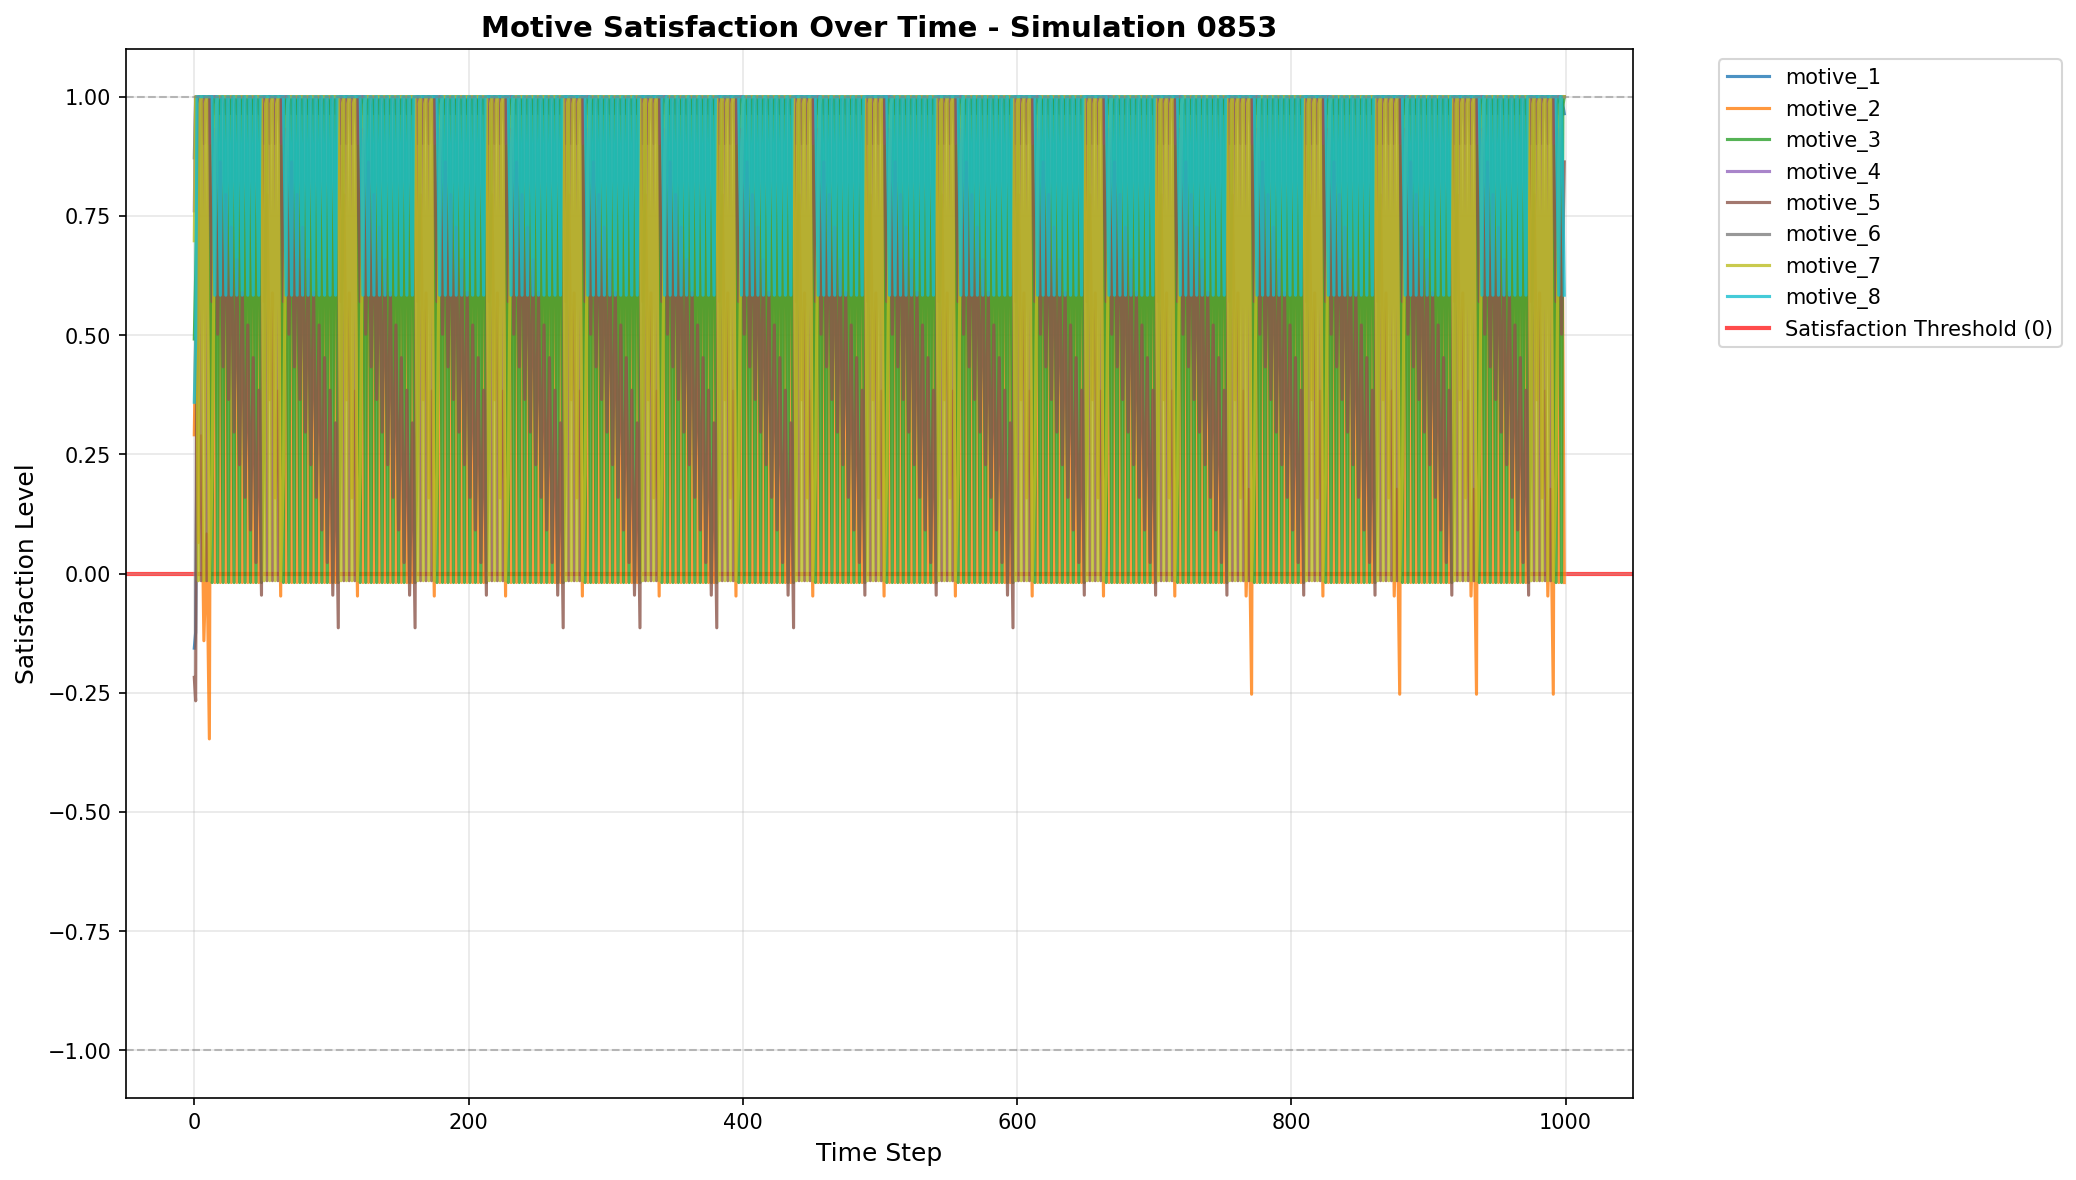 Motive Satisfaction Over Time - Simulation 0853
1.00
0.75
0.50
0.25
0.00
−0.25
−0.50
−0.75
−1.00
Satisfaction Level
0
200
400
600
800
1000
Time Step
motive_1
motive_2
motive_3
motive_4
motive_5
motive_6
motive_7
motive_8
Satisfaction Threshold (0)